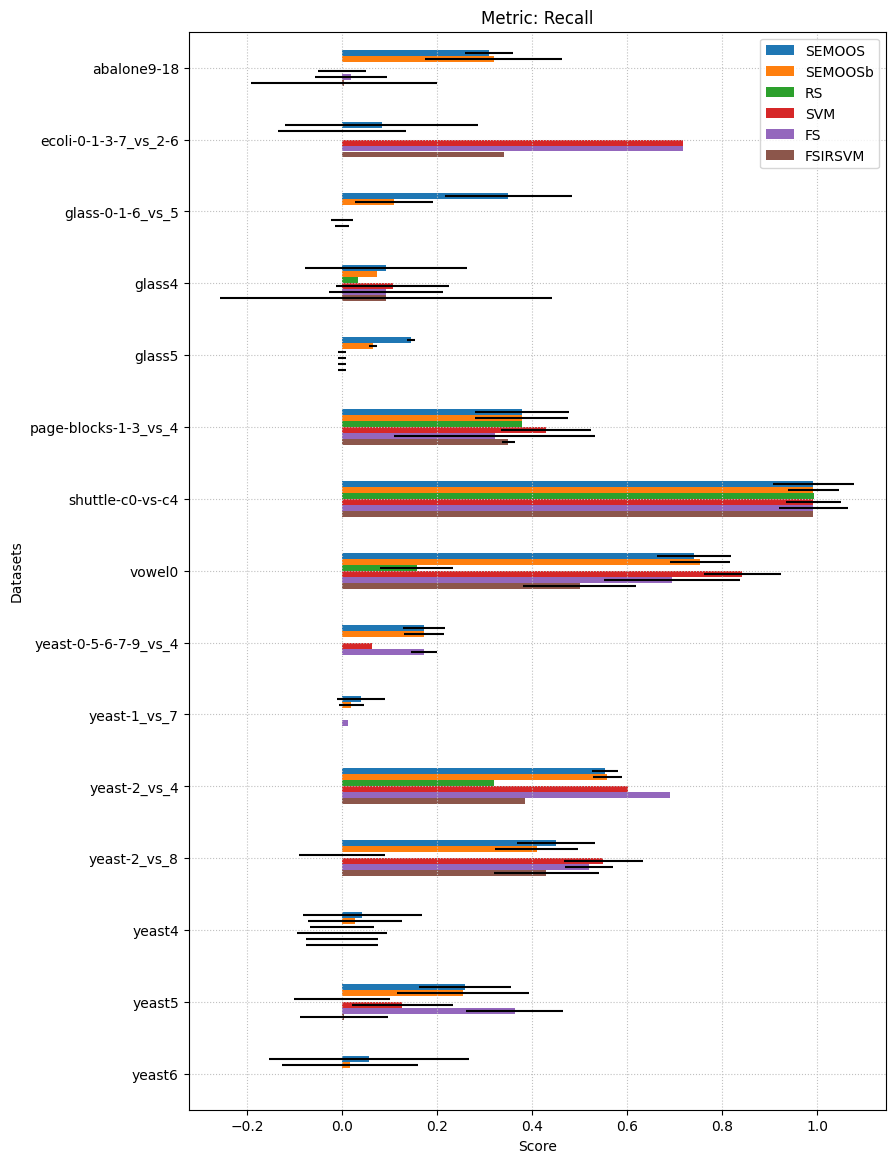 Metric: Recall
SEMOOS
SEMOOSb
RS
SVM
FS
FSIRSVM
Datasets
abalone9-18
ecoli-0-1-3-7_vs_2-6
glass-0-1-6_vs_5
glass4
glass5
page-blocks-1-3_vs_4
shuttle-c0-vs-c4
vowel0
yeast-0-5-6-7-9_vs_4
yeast-1_vs_7
yeast-2_vs_4
yeast-2_vs_8
yeast4
yeast5
yeast6
−0.2 0.0 0.2 0.4 0.6 0.8 1.0
Score